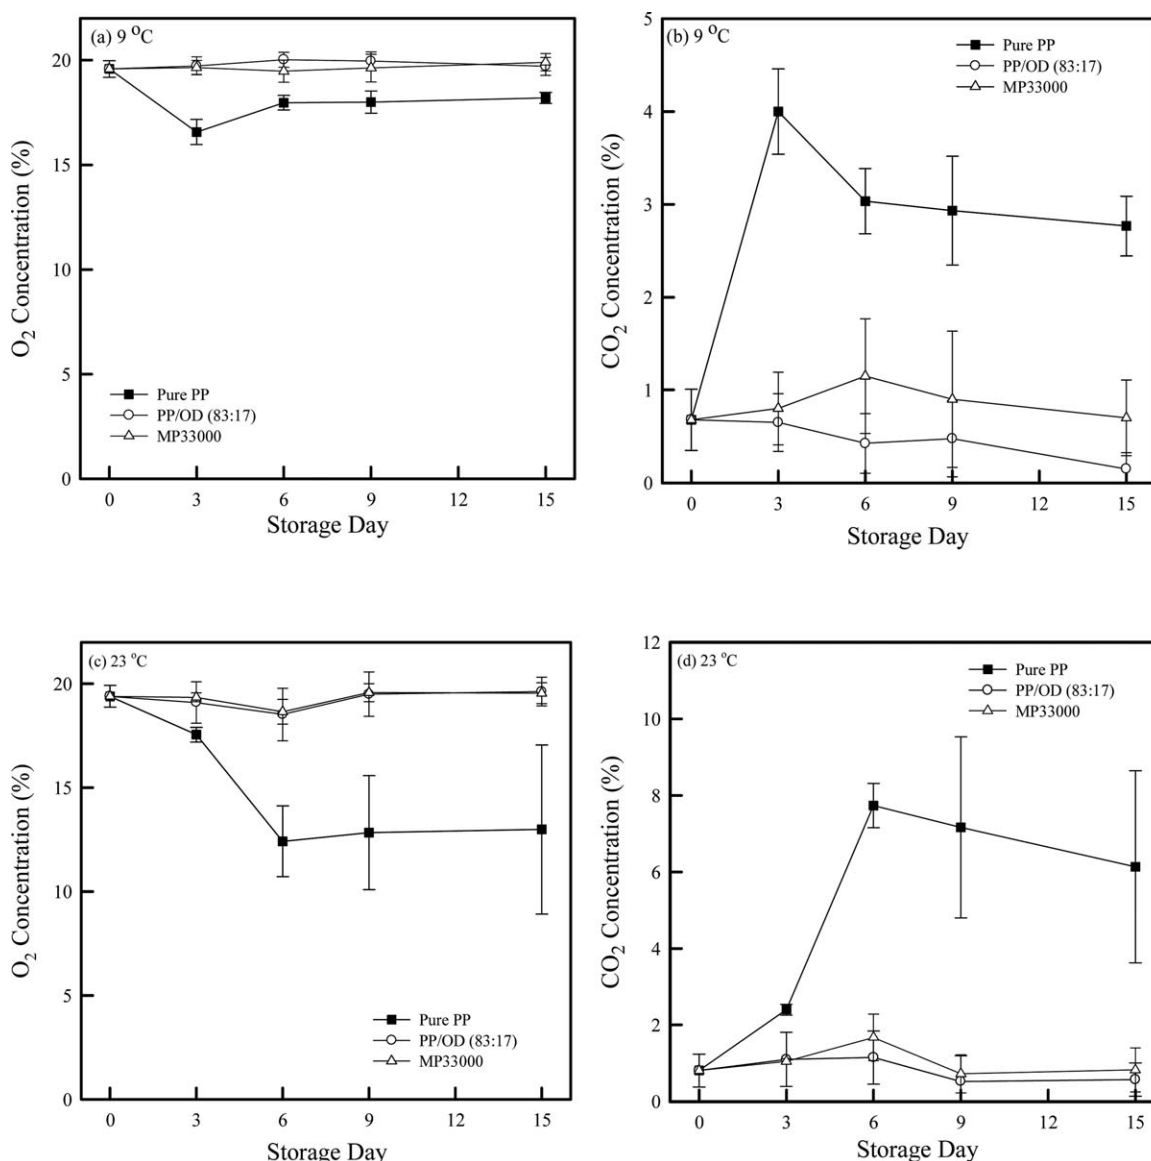 (a) 9 °C
O2 Concentration (%)
20
15
10
5
0
Pure PP
PP/OD (83:17)
MP33000
0 3 6 9 12 15
Storage Day
(b) 9 °C
CO2 Concentration (%)
5
4
3
2
1
0
Pure PP
PP/OD (83:17)
MP33000
0 3 6 9 12 15
Storage Day
(c) 23 °C
O2 Concentration (%)
20
15
10
5
0
Pure PP
PP/OD (83:17)
MP33000
0 3 6 9 12 15
Storage Day
(d) 23 °C
CO2 Concentration (%)
12
10
8
6
4
2
0
Pure PP
PP/OD (83:17)
MP33000
0 3 6 9 12 15
Storage Day